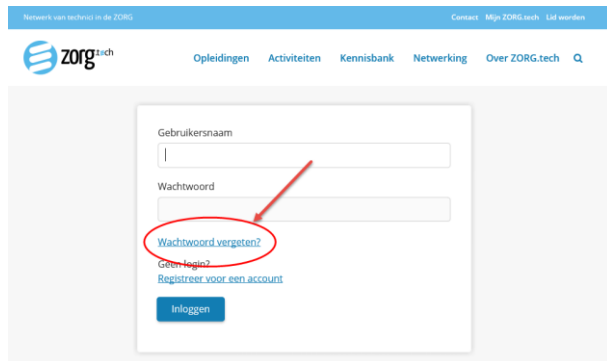 Netwerk van technici in de ZORG
Contact Mijn ZORG.tech Lid worden
zorg:tech
Opleidingen Activiteiten Kennisbank Netwerking Over ZORG.tech
Gebruikersnaam
Wachtwoord
Wachtwoord vergeten?
Geen login?
Registreer voor een account
Inloggen